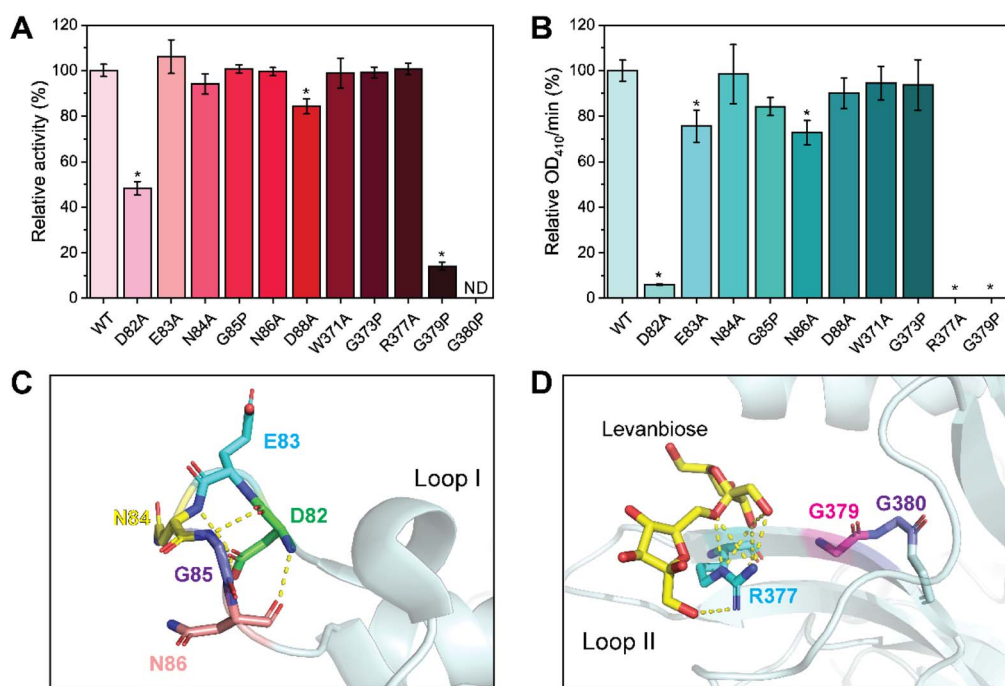 A
Relative activity (%)
120
100
80
60
40
20
0
*
*
*
ND
WT
D82A
E83A
N84A
G85P
N86A
D88A
W371A
G373P
R377A
G379P
G380P
B
Relative OD410/min (%)
120
100
80
60
40
20
0
*
*
*
*
*
WT
D82A
E83A
N84A
G85P
N86A
D88A
W371A
G373P
R377A
G379P
C
E83
Loop I
N84
D82
G85
N86
D
Levanbiose
G379
G380
R377
Loop II